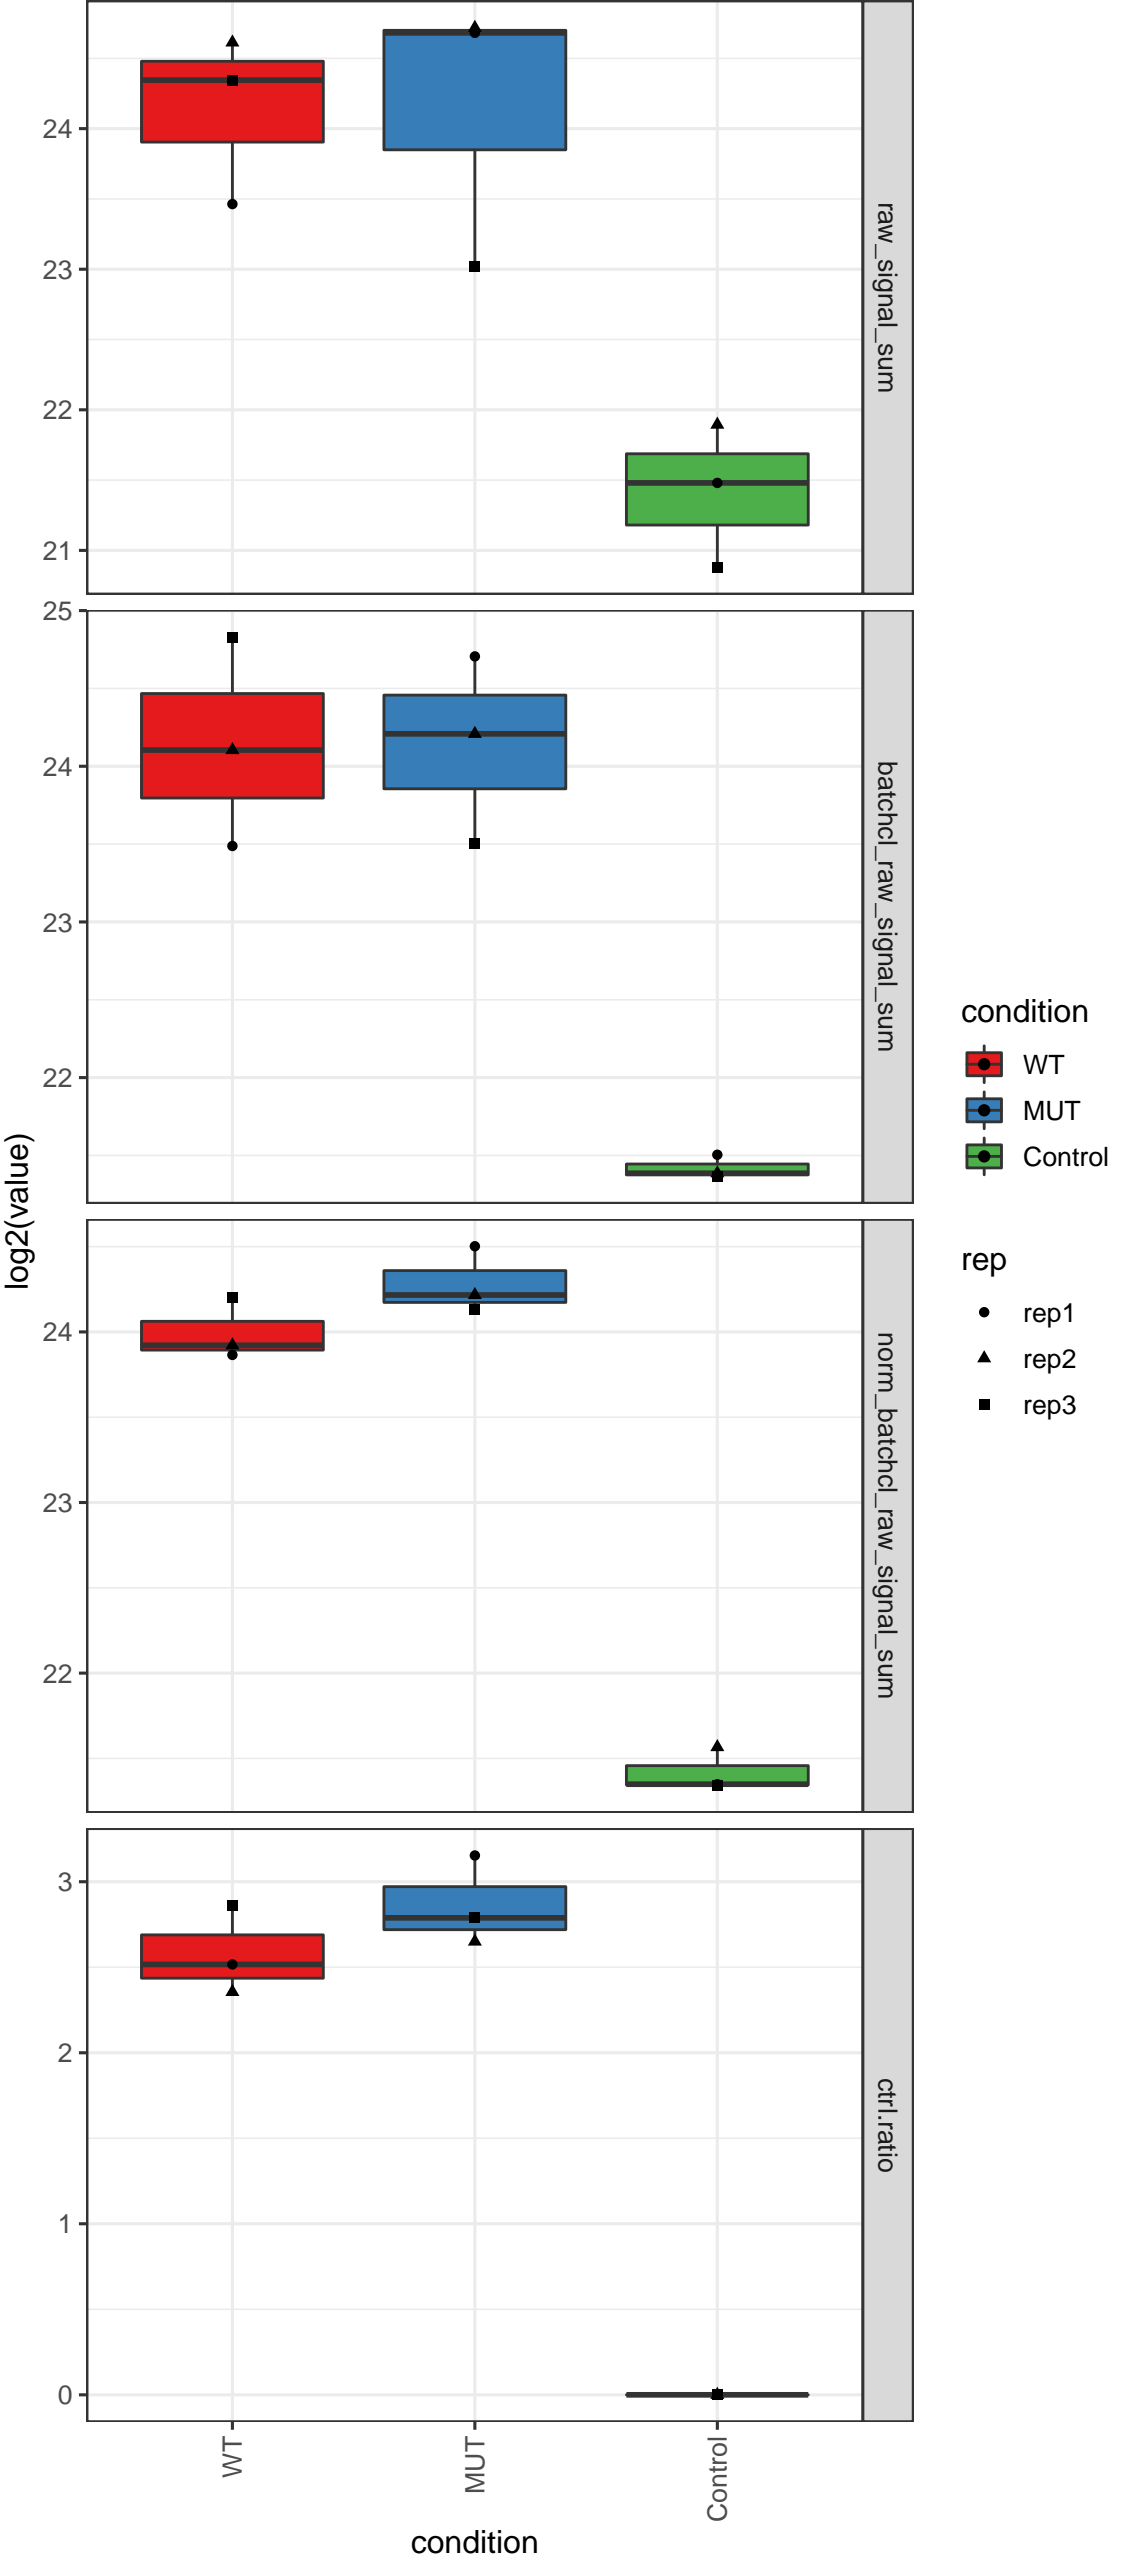 24
23
22
21
raw_signal_sum
25
24
23
22
batchcl_raw_signal_sum
24
23
22
norm_batchcl_raw_signal_sum
3
2
1
0
ctrl.ratio
log2(value)
WT
MUT
Control
condition
condition
WT
MUT
Control
rep
rep1
rep2
rep3